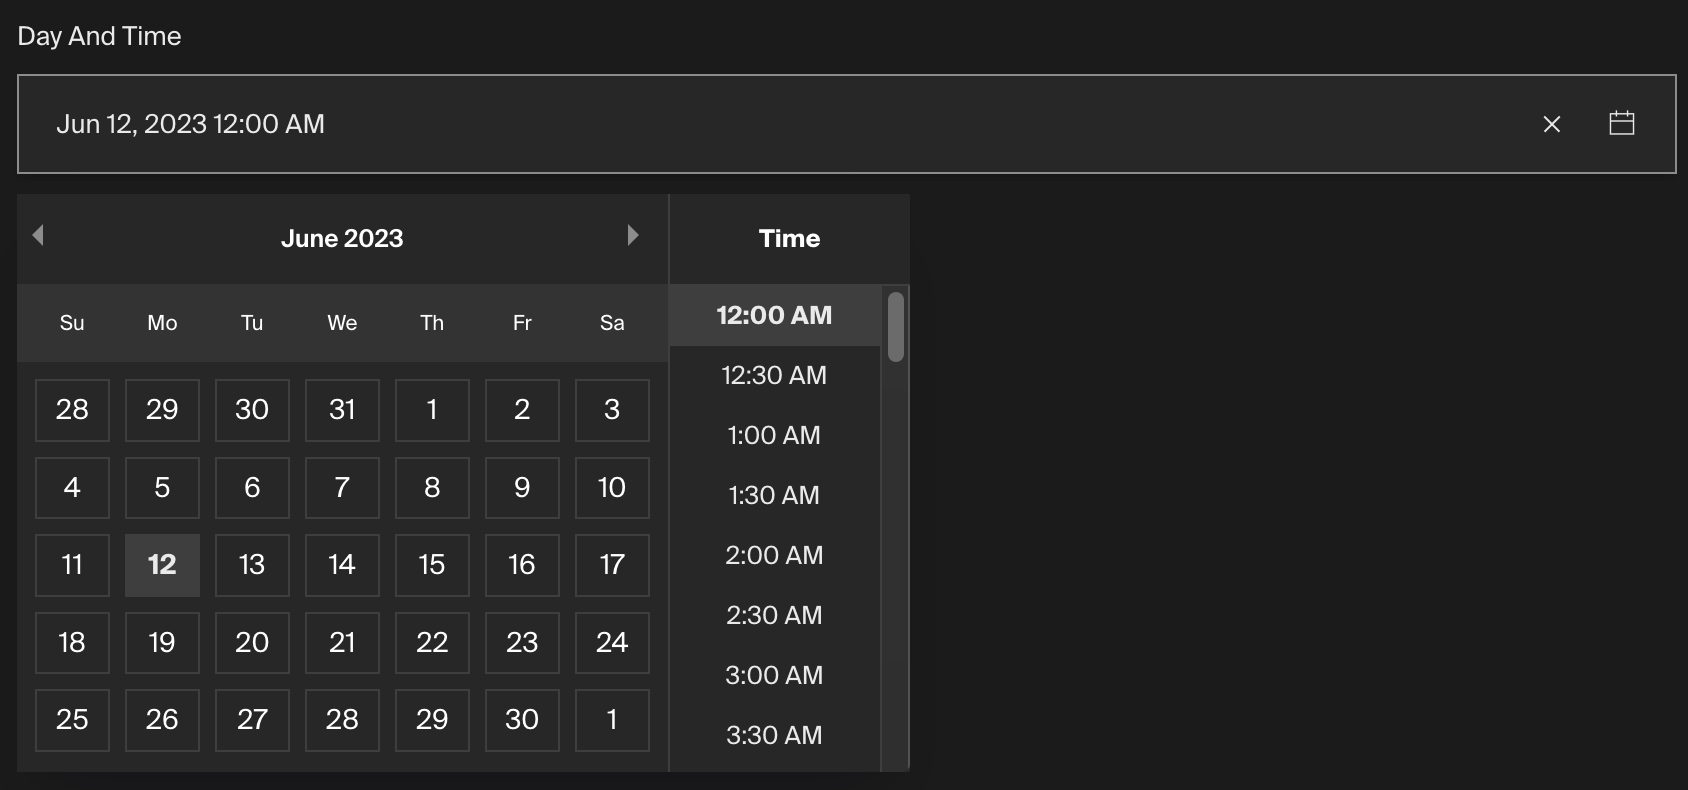 Day And Time
Jun 12, 2023 12:00 AM
June 2023
Su Mo Tu We Th Fr Sa
28 29 30 31 1 2 3
4 5 6 7 8 9 10
11 12 13 14 15 16 17
18 19 20 21 22 23 24
25 26 27 28 29 30 1
Time
12:00 AM
12:30 AM
1:00 AM
1:30 AM
2:00 AM
2:30 AM
3:00 AM
3:30 AM